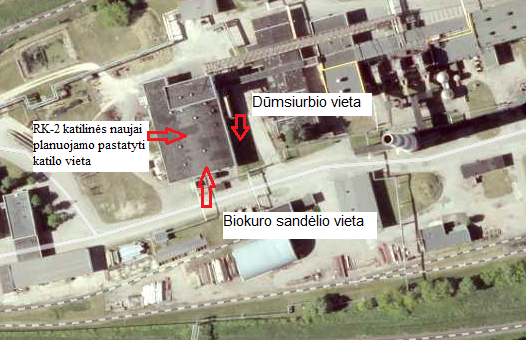 Dūmsiurbio vieta
RK-2 katilinės naujai
planuojamo pastatyti
katilo vieta
Biokuro sandėlio vieta